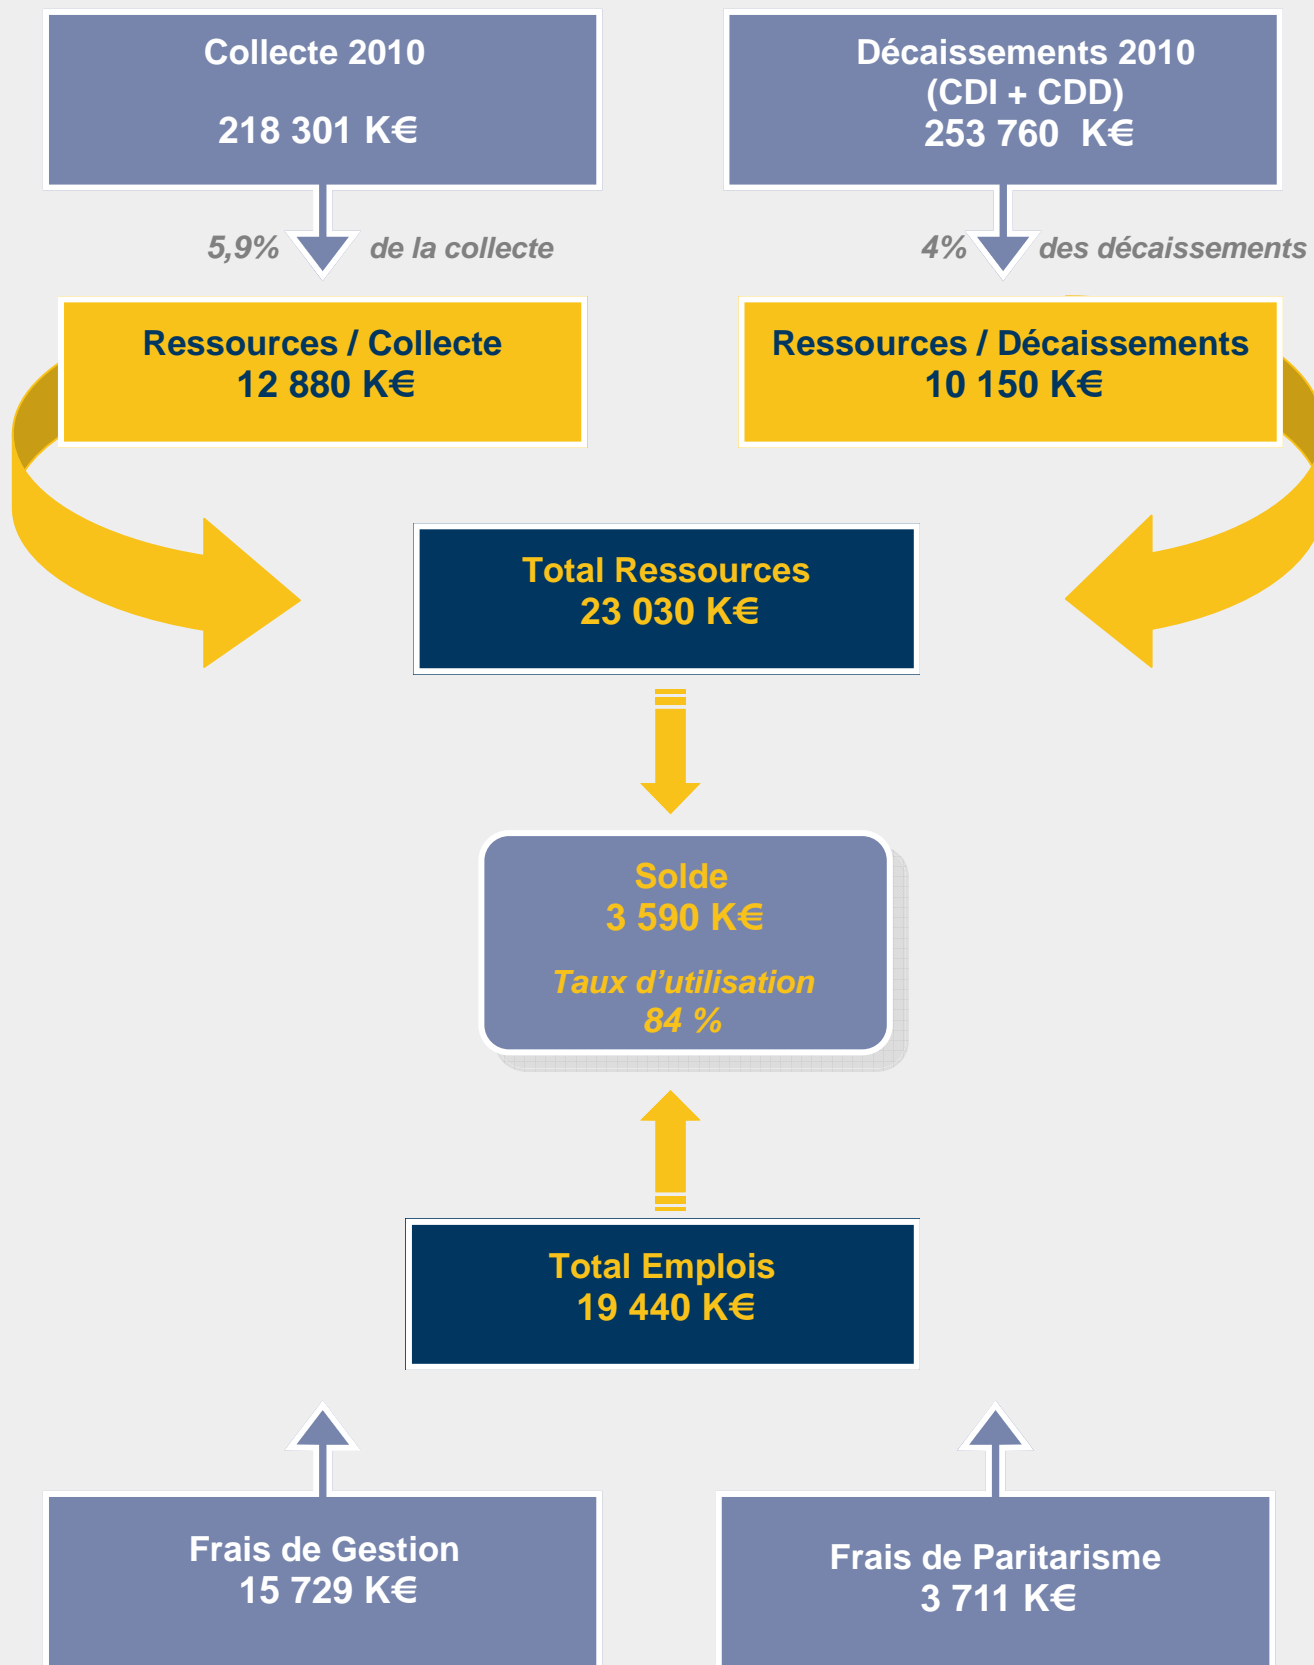 Collecte 2010
218 301 K€
Décaissements 2010
(CDI + CDD)
253 760 K€
5,9% de la collecte
4% des décaissements
Ressources / Collecte
12 880 K€
Ressources / Décaissements
10 150 K€
Total Ressources
23 030 K€
Solde
3 590 K€
Taux d’utilisation
84 %
Total Emplois
19 440 K€
Frais de Gestion
15 729 K€
Frais de Paritarisme
3 711 K€